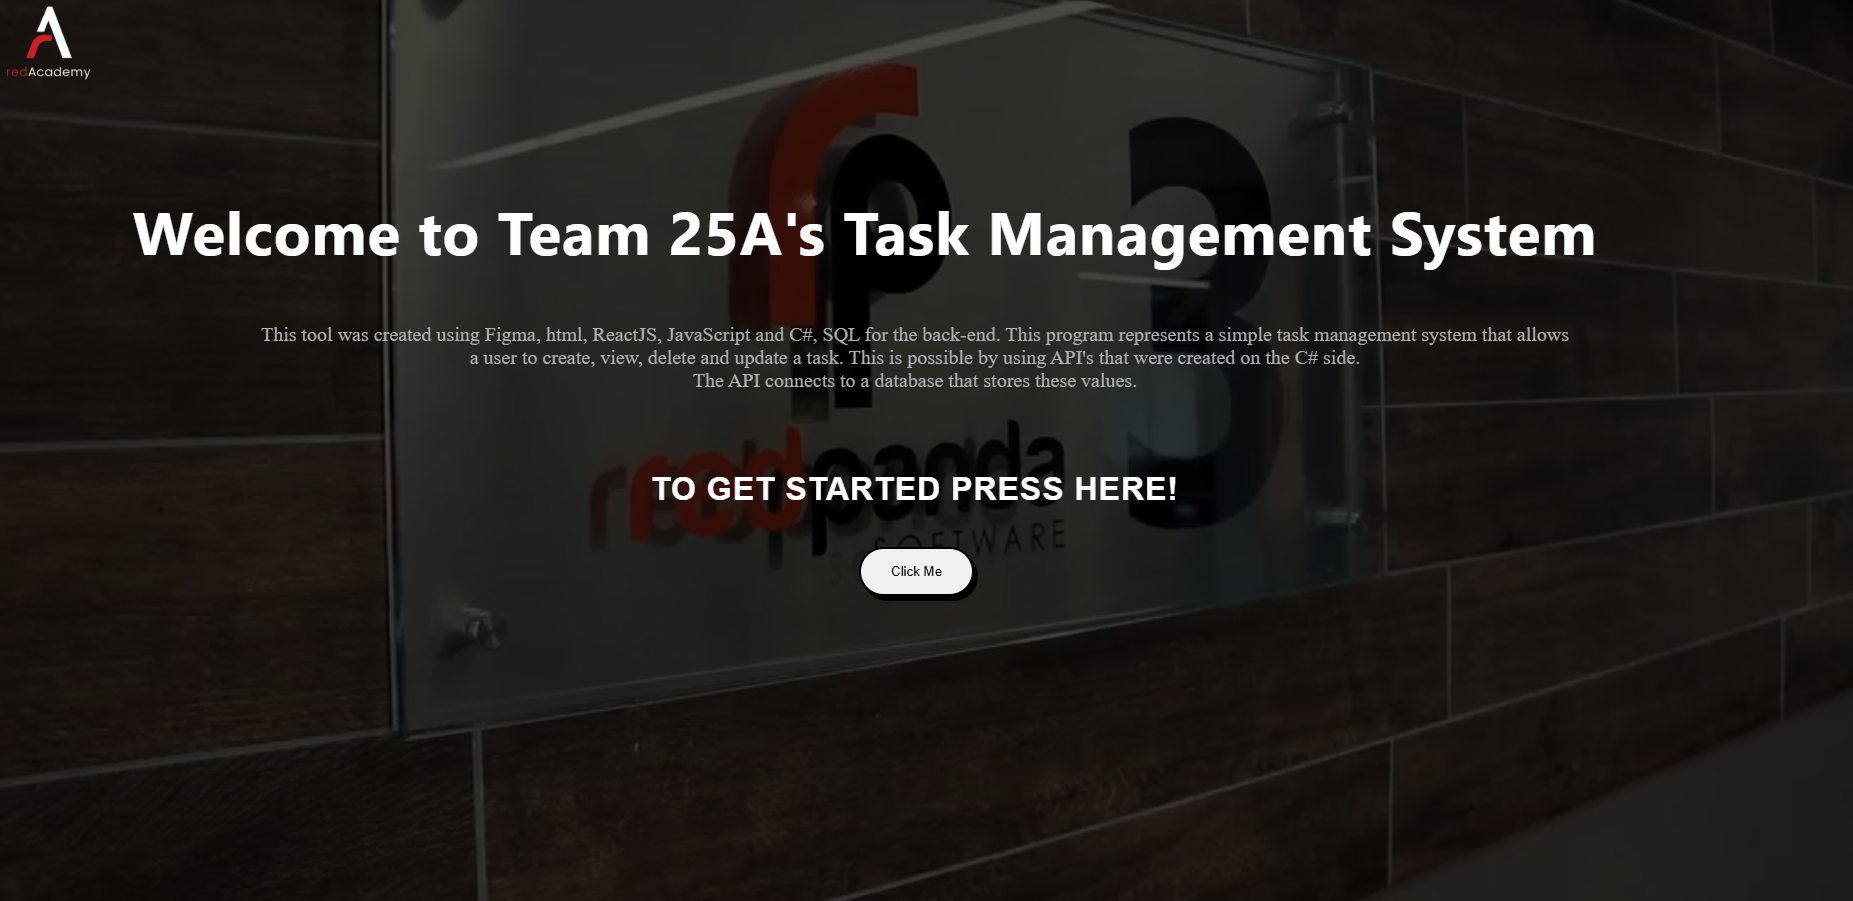 redAcademy
Welcome to Team 25A's Task Management System
This tool was created using Figma, html, ReactJS, JavaScript and C#, SQL for the back-end. This program represents a simple task management system that allows
a user to create, view, delete and update a task. This is possible by using API's that were created on the C# side.
The API connects to a database that stores these values.
rp
3
redpanda
TO GET STARTED PRESS HERE!
SOFTWARE
Click Me